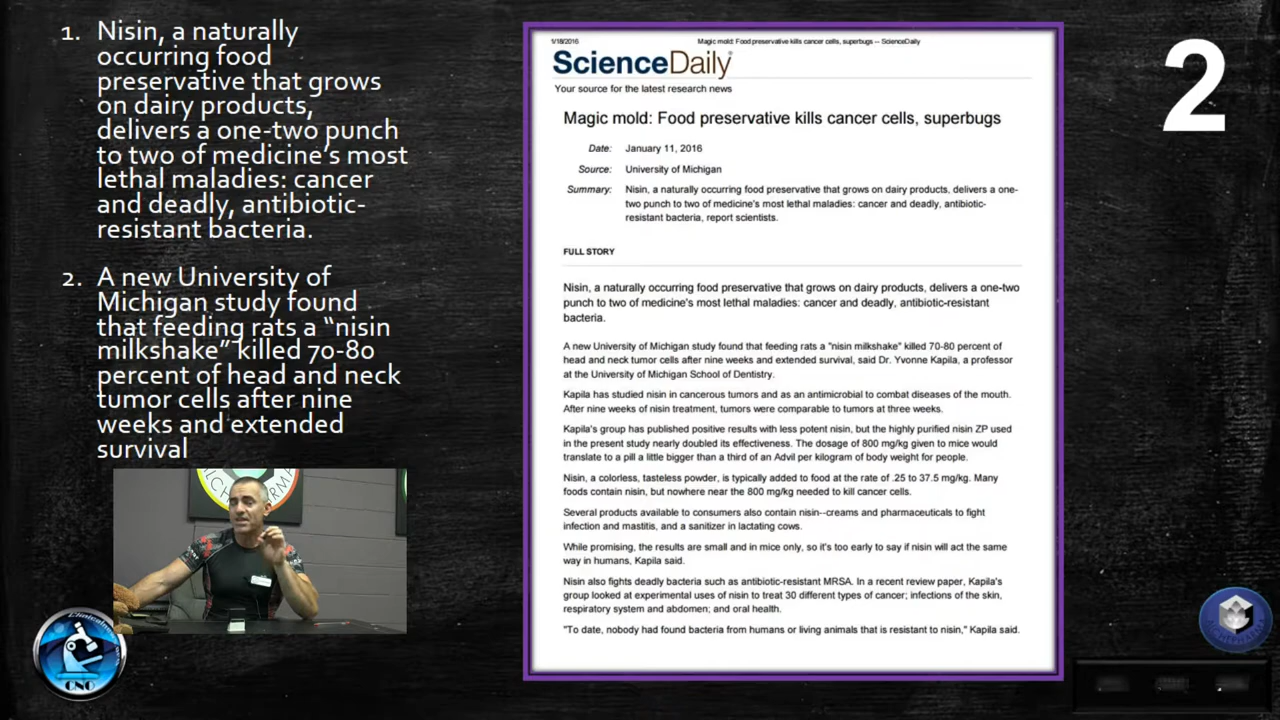 1. Nisin, a naturally
occurring food
preservative that grows
on dairy products,
delivers a one-two punch
to two of medicine's most
lethal maladies: cancer
and deadly, antibiotic-
resistant bacteria.
2. A new University of
Michigan study found
that feeding rats a "nisin
milkshake" killed 70-80
percent of head and neck
tumor cells after nine
weeks and extended
survival
CNO
1/18/2016
Magic mold: Food preservative kills cancer cells, superbugs -- ScienceDaily
ScienceDaily
Your source for the latest research news
Magic mold: Food preservative kills cancer cells, superbugs
Date: January 11, 2016
Source: University of Michigan
Summary: Nisin, a naturally occurring food preservative that grows on dairy products, delivers a one-
two punch to two of medicine's most lethal maladies: cancer and deadly, antibiotic-
resistant bacteria, report scientists.
FULL STORY
Nisin, a naturally occurring food preservative that grows on dairy products, delivers a one-two
punch to two of medicine's most lethal maladies: cancer and deadly, antibiotic-resistant
bacteria.
A new University of Michigan study found that feeding rats a "nisin milkshake" killed 70-80 percent of
head and neck tumor cells after nine weeks and extended survival, said Dr. Yvonne Kapila, a professor
at the University of Michigan School of Dentistry.
Kapila has studied nisin in cancerous tumors and as an antimicrobial to combat diseases of the mouth.
After nine weeks of nisin treatment, tumors were comparable to tumors at three weeks.
Kapila's group has published positive results with less potent nisin, but the highly purified nisin ZP used
in the present study nearly doubled its effectiveness. The dosage of 800 mg/kg given to mice would
translate to a pill a little bigger than a third of an Advil per kilogram of body weight for people.
Nisin, a colorless, tasteless powder, is typically added to food at the rate of .25 to 37.5 mg/kg. Many
foods contain nisin, but nowhere near the 800 mg/kg needed to kill cancer cells.
Several products available to consumers also contain nisin--creams and pharmaceuticals to fight
infection and mastitis, and a sanitizer in lactating cows.
While promising, the results are small and in mice only, so it's too early to say if nisin will act the same
way in humans, Kapila said.
Nisin also fights deadly bacteria such as antibiotic-resistant MRSA. In a recent review paper, Kapila's
group looked at experimental uses of nisin to treat 30 different types of cancer; infections of the skin,
respiratory system and abdomen; and oral health.
"To date, nobody had found bacteria from humans or living animals that is resistant to nisin," Kapila said.
2